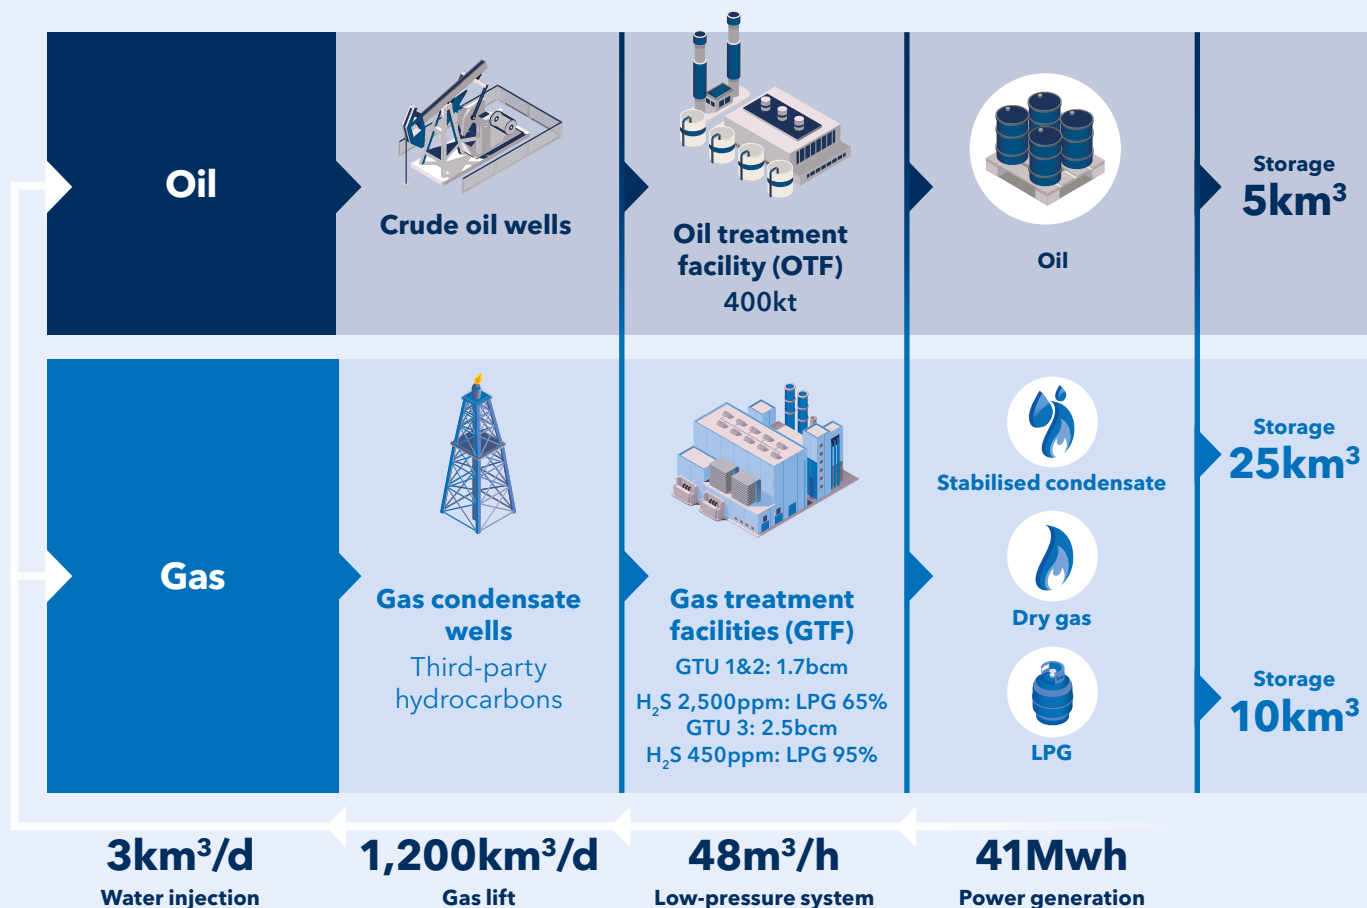 Oil
Crude oil wells
Oil treatment
facility (OTF)
400kt
Oil
Storage
5km³
Gas
Gas condensate
wells
Third-party
hydrocarbons
Gas treatment
facilities (GTF)
GTU 1&2: 1.7bcm
H₂S 2,500ppm: LPG 65%
GTU 3: 2.5bcm
H₂S 450ppm: LPG 95%
Stabilised condensate
Dry gas
LPG
Storage
25km³
Storage
10km³
3km³/d
Water injection
1,200km³/d
Gas lift
48m³/h
Low-pressure system
41Mwh
Power generation